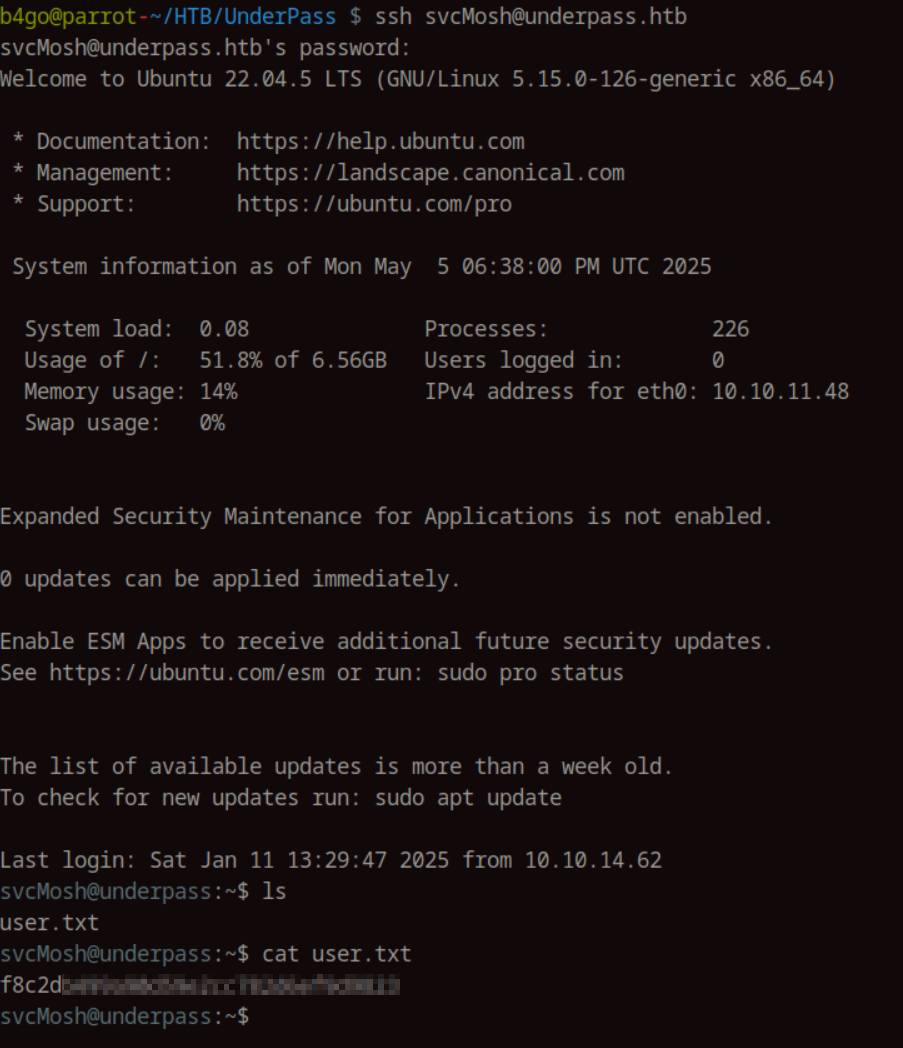 b4go@parrot-~/HTB/UnderPass $ ssh svcMosh@underpass.htb
svcMosh@underpass.htb's password:
Welcome to Ubuntu 22.04.5 LTS (GNU/Linux 5.15.0-126-generic x86_64)
* Documentation:  https://help.ubuntu.com
* Management:     https://landscape.canonical.com
* Support:        https://ubuntu.com/pro
System information as of Mon May  5 06:38:00 PM UTC 2025
System load:  0.08              Processes:             226
Usage of /:   51.8% of 6.56GB   Users logged in:       0
Memory usage: 14%               IPv4 address for eth0: 10.10.11.48
Swap usage:   0%
Expanded Security Maintenance for Applications is not enabled.
0 updates can be applied immediately.
Enable ESM Apps to receive additional future security updates.
See https://ubuntu.com/esm or run: sudo pro status
The list of available updates is more than a week old.
To check for new updates run: sudo apt update
Last login: Sat Jan 11 13:29:47 2025 from 10.10.14.62
svcMosh@underpass:~$ ls
user.txt
svcMosh@underpass:~$ cat user.txt
f8c2d
svcMosh@underpass:~$